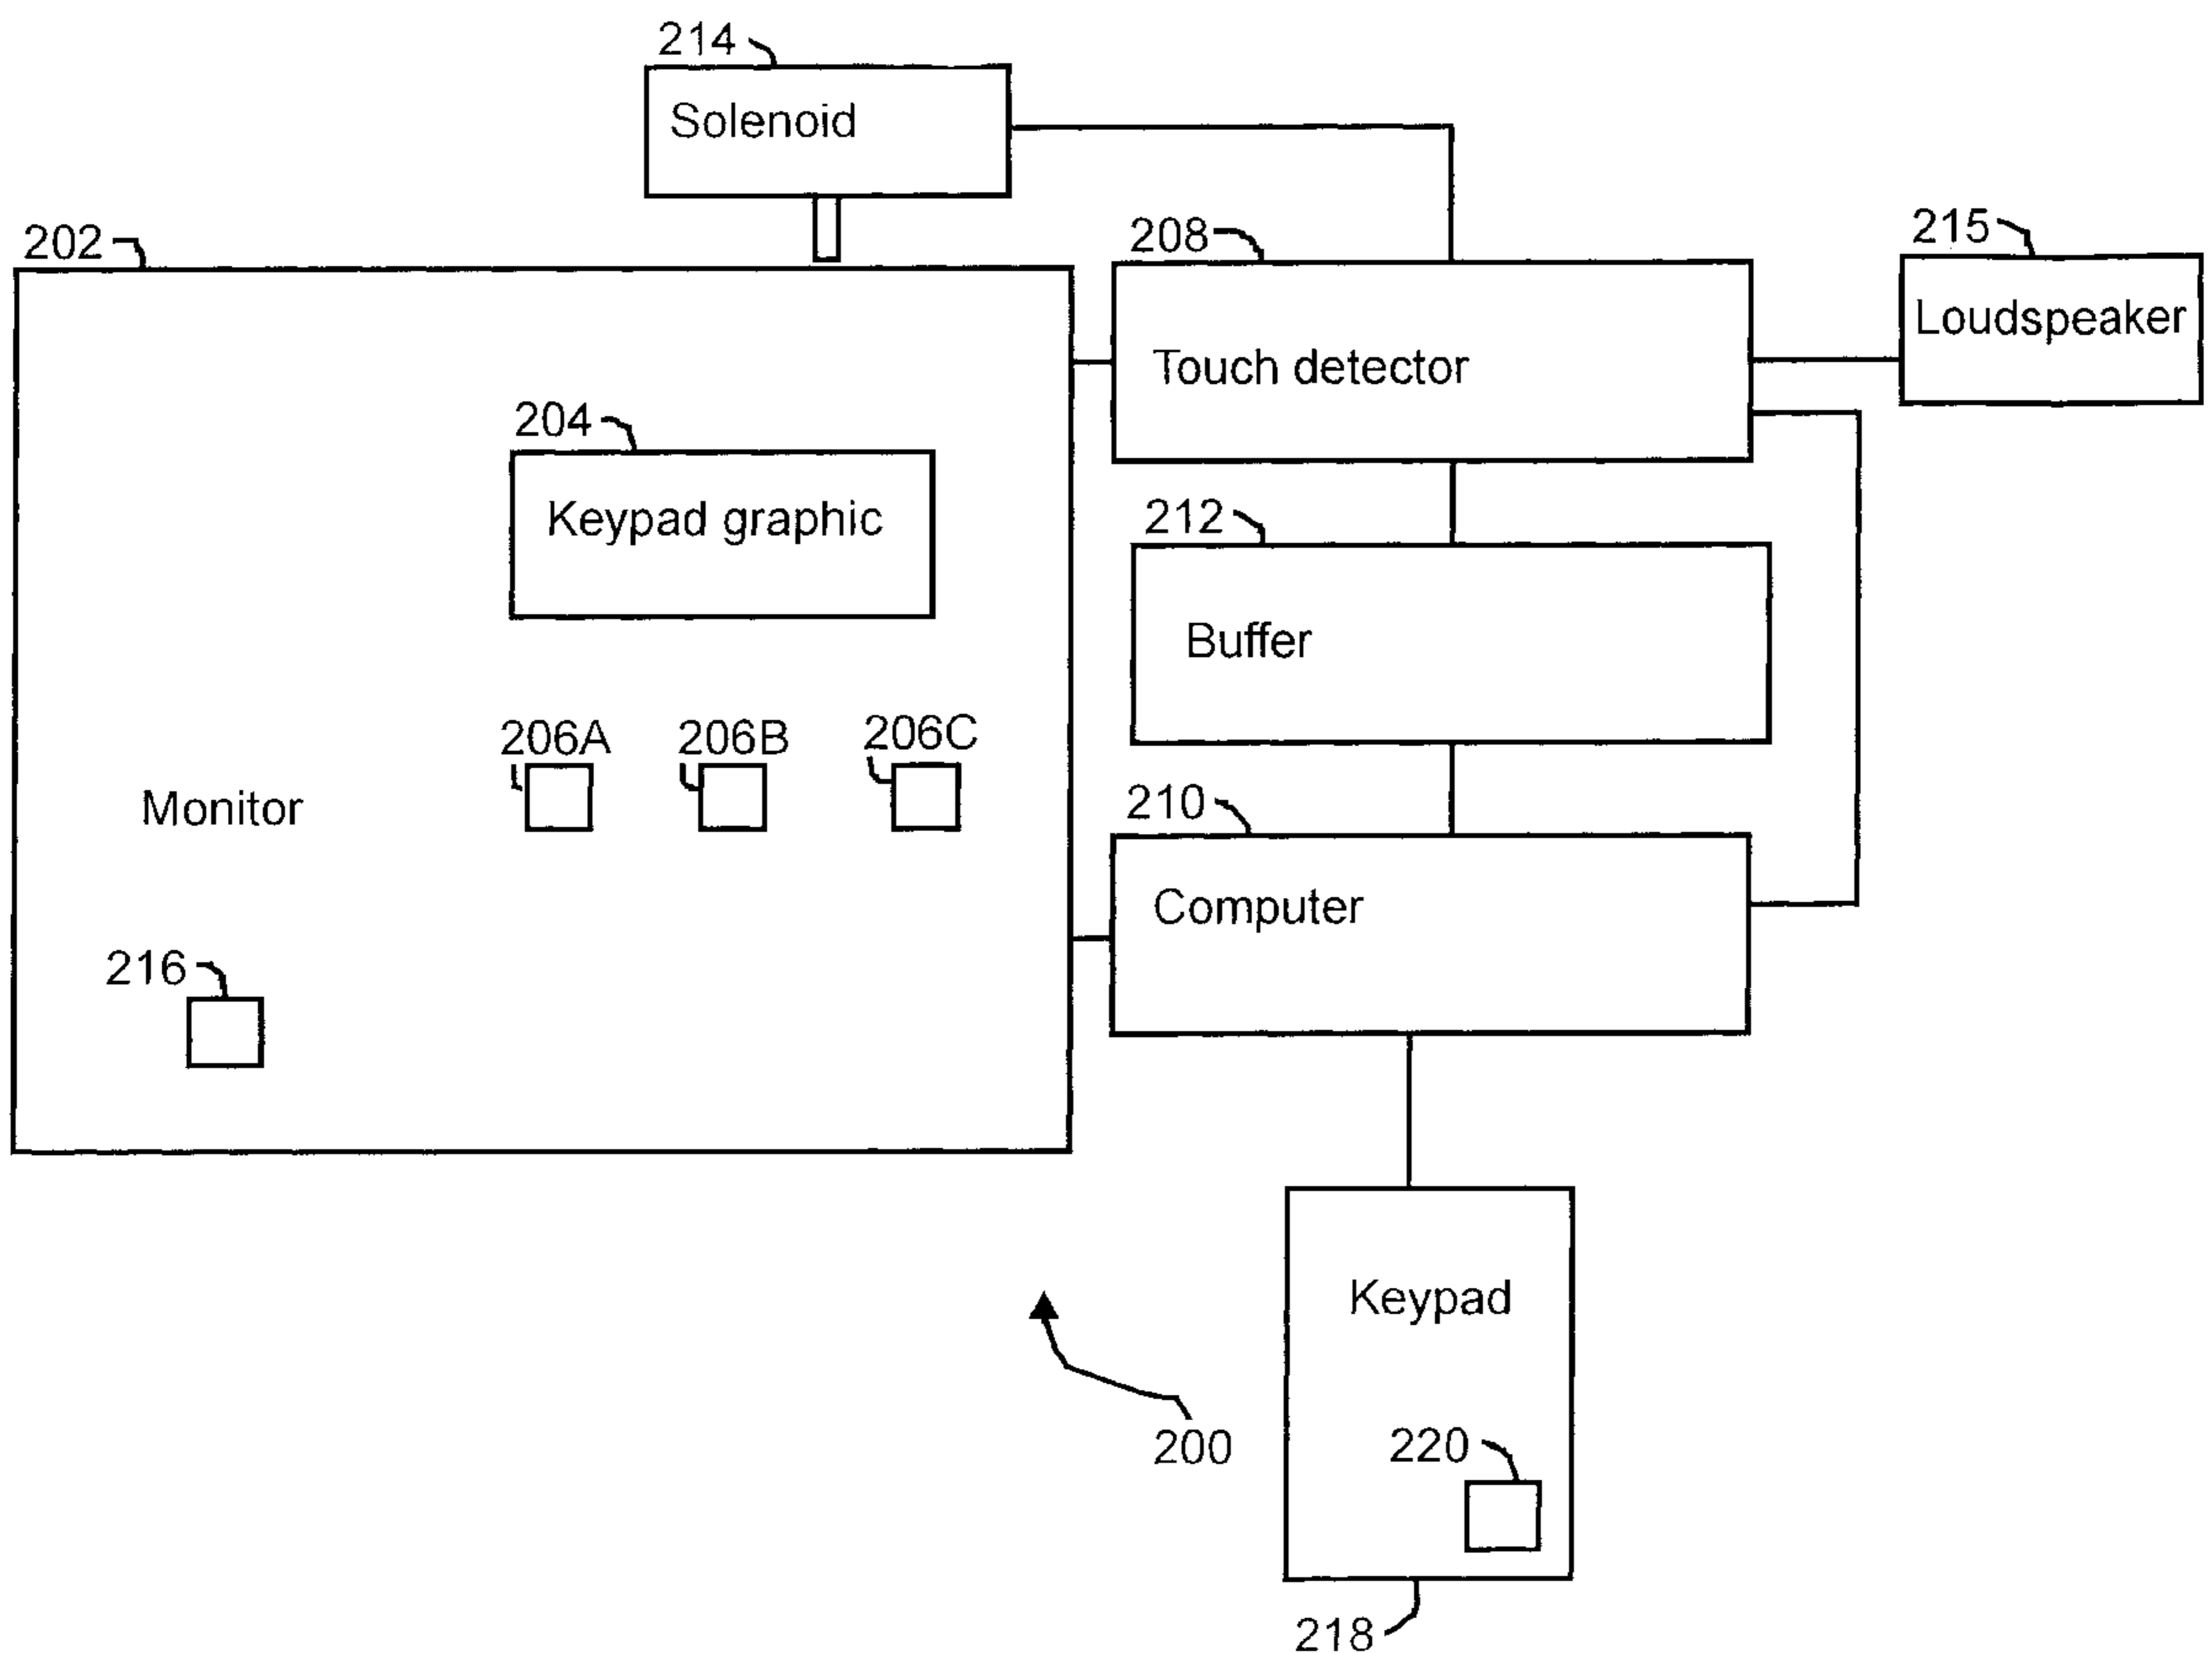 214
Solenoid
202
208
215
Loudspeaker
Touch detector
204
Keypad graphic
212
Buffer
206A 206B 206C
Monitor
210
Computer
216
Keypad
200
220
218